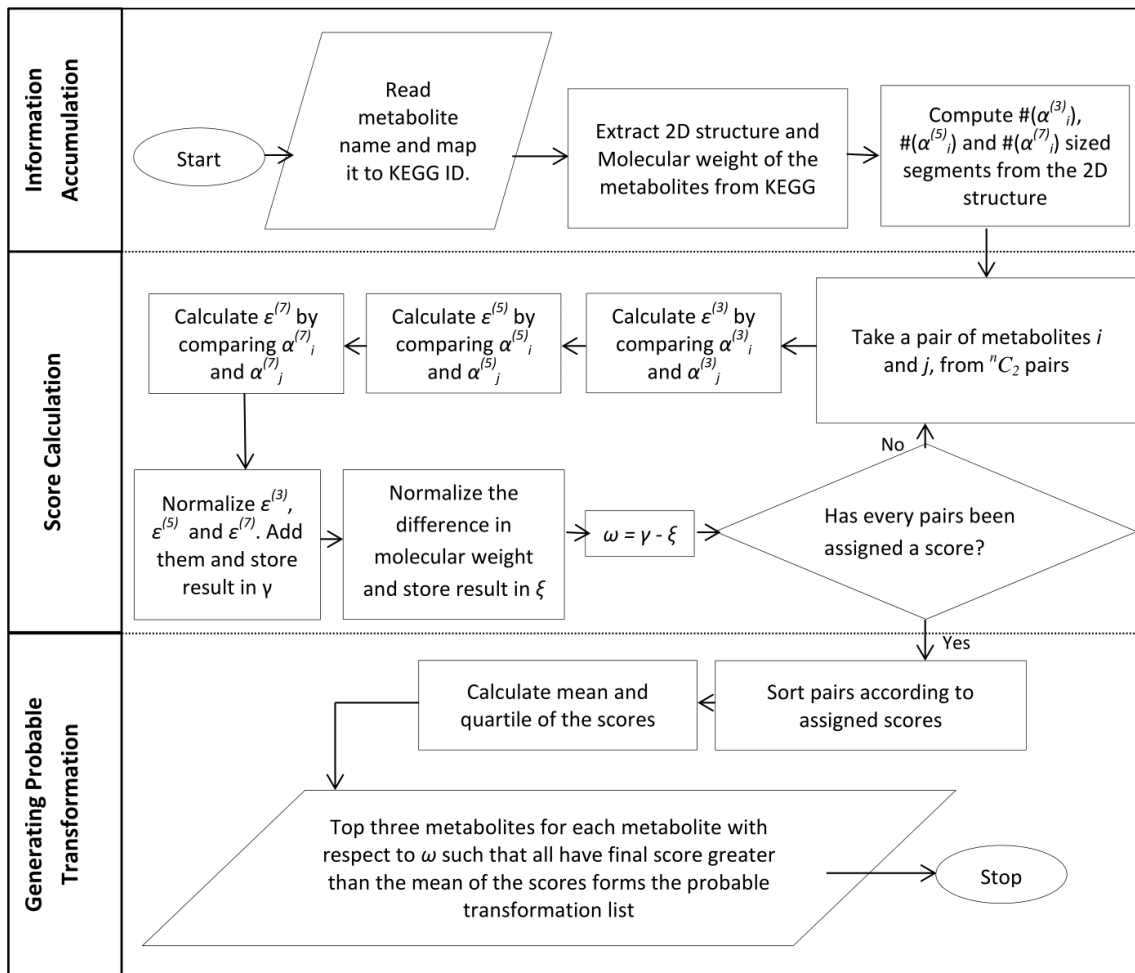 Information
Accumulation
Start
Read
metabolite
name and map
it to KEGG ID.
Extract 2D structure and
Molecular weight of the
metabolites from KEGG
Compute #(α⁽³⁾ᵢ),
#(α⁽⁵⁾ᵢ) and #(α⁽⁷⁾ᵢ) sized
segments from the 2D
structure
Score Calculation
Take a pair of metabolites i
and j, from ⁿC₂ pairs
Calculate ε⁽³⁾ by
comparing α⁽³⁾ᵢ
and α⁽³⁾ⱼ
Calculate ε⁽⁵⁾ by
comparing α⁽⁵⁾ᵢ
and α⁽⁵⁾ⱼ
Calculate ε⁽⁷⁾ by
comparing α⁽⁷⁾ᵢ
and α⁽⁷⁾ⱼ
Normalize ε⁽³⁾,
ε⁽⁵⁾ and ε⁽⁷⁾. Add
them and store
result in γ
Normalize the
difference in
molecular weight
and store result in ξ
ω = γ - ξ
Has every pairs been
assigned a score?
No
Yes
Generating Probable
Transformation
Sort pairs according to
assigned scores
Calculate mean and
quartile of the scores
Top three metabolites for each metabolite with
respect to ω such that all have final score greater
than the mean of the scores forms the probable
transformation list
Stop